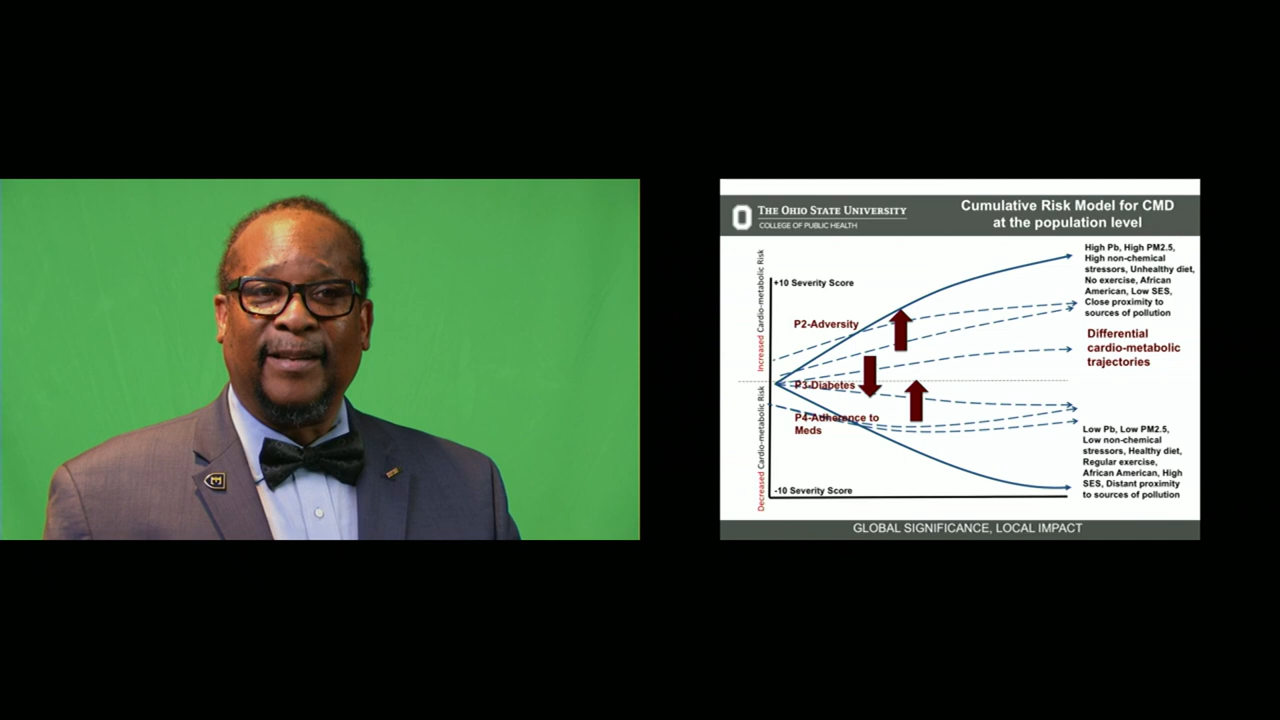 THE OHIO STATE UNIVERSITY
COLLEGE OF PUBLIC HEALTH
Cumulative Risk Model for CMD
at the population level
Increased Cardio-metabolic Risk
Decreased Cardio-metabolic Risk
+10 Severity Score
P2-Adversity
P3-Diabetes
P4-Adherence to
Meds
-10 Severity Score
High Pb, High PM2.5,
High non-chemical
stressors, Unhealthy diet,
No exercise, African
American, Low SES,
Close proximity to
sources of pollution
Differential
cardio-metabolic
trajectories
Low Pb, Low PM2.5,
Low non-chemical
stressors, Healthy diet,
Regular exercise,
African American, High
SES, Distant proximity
to sources of pollution
GLOBAL SIGNIFICANCE, LOCAL IMPACT